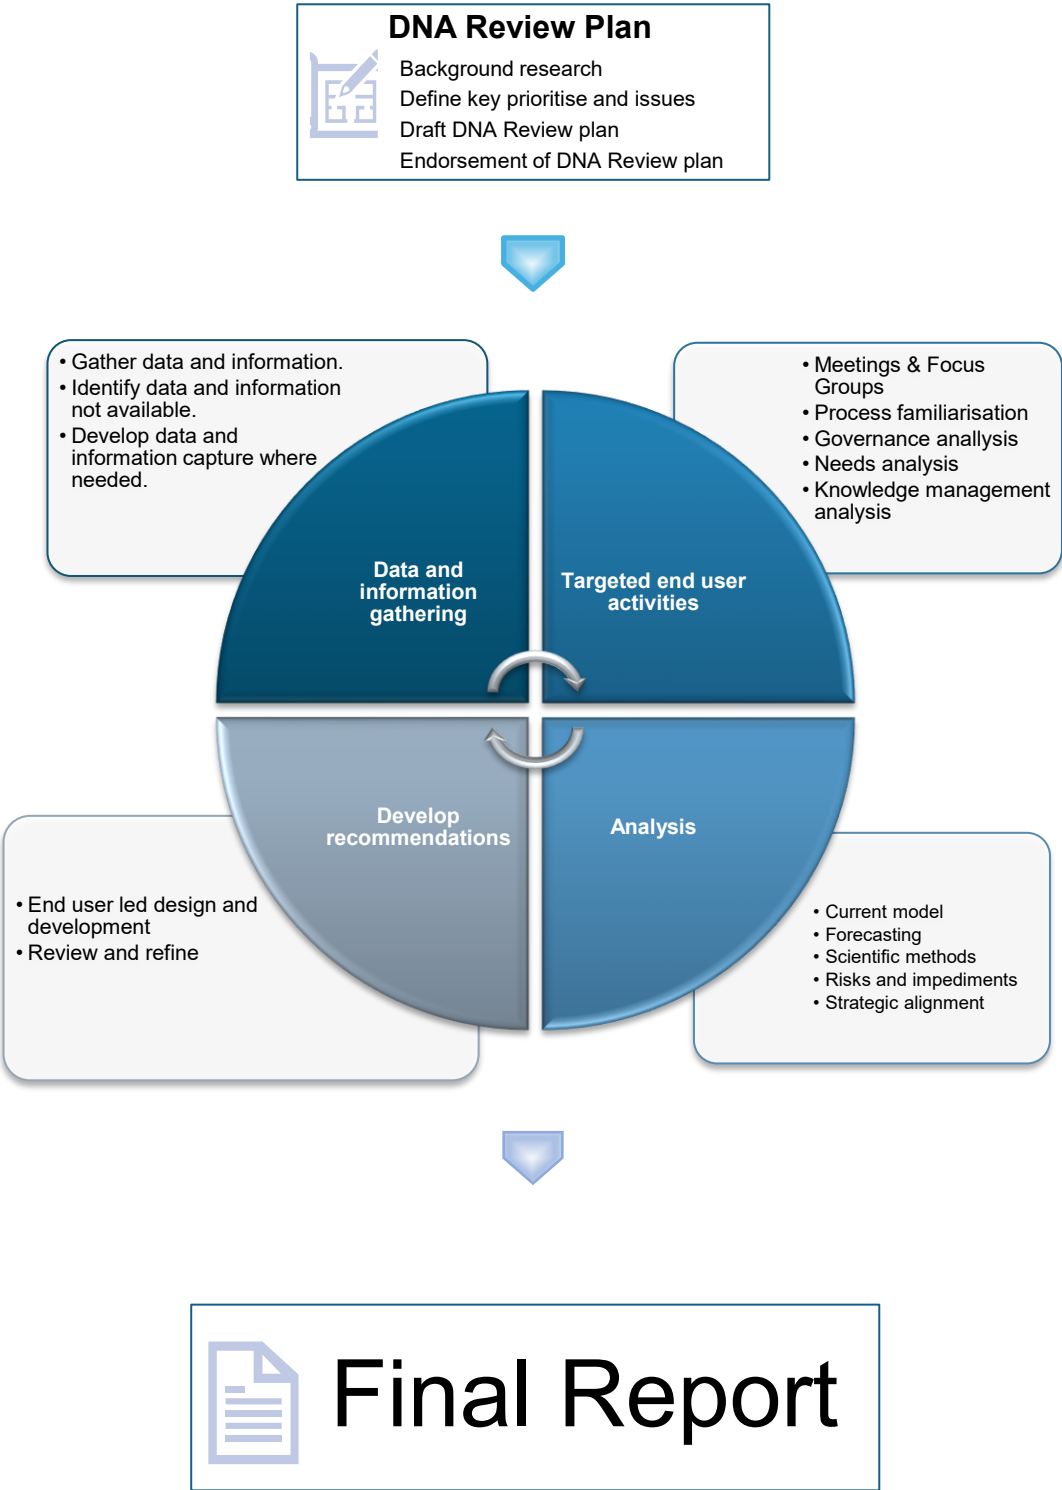 DNA Review Plan
Background research
Define key prioritise and issues
Draft DNA Review plan
Endorsement of DNA Review plan
• Gather data and information.
• Identify data and information
not available.
• Develop data and
information capture where
needed.
• Meetings & Focus
Groups
• Process familiarisation
• Governance anallysis
• Needs analysis
• Knowledge management
analysis
Data and
information
gathering
Targeted end user
activities
Develop
recommendations
Analysis
• End user led design and
development
• Review and refine
• Current model
• Forecasting
• Scientific methods
• Risks and impediments
• Strategic alignment
Final Report